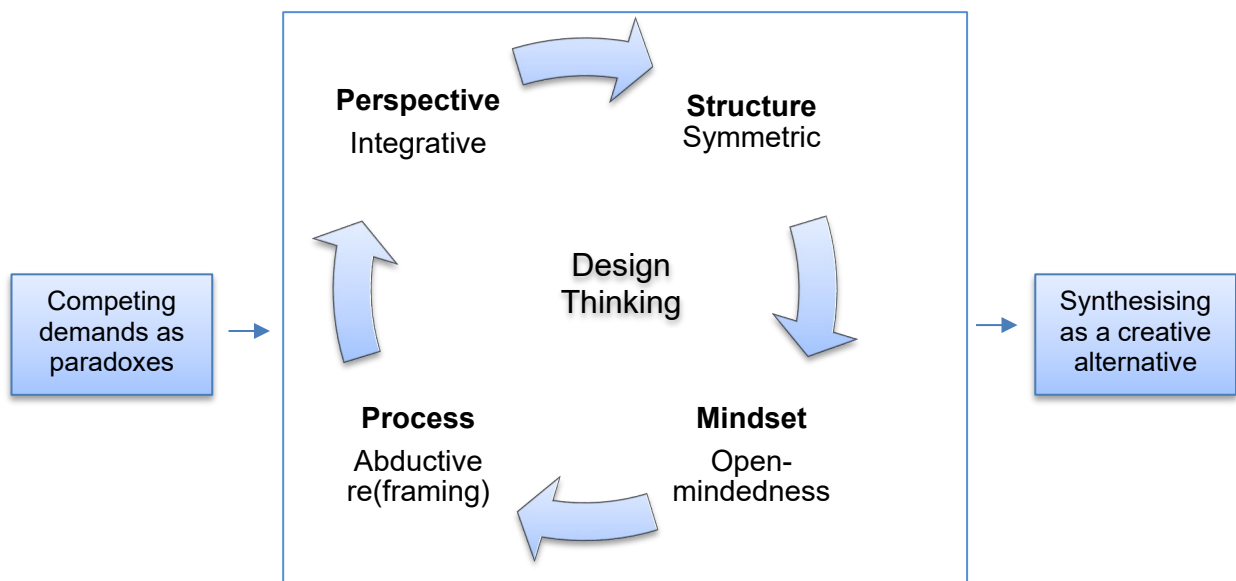 Perspective
Integrative
Structure
Symmetric
Competing
demands as
paradoxes
Design
Thinking
Synthesising
as a creative
alternative
Process
Abductive
re(framing)
Mindset
Open-
mindedness